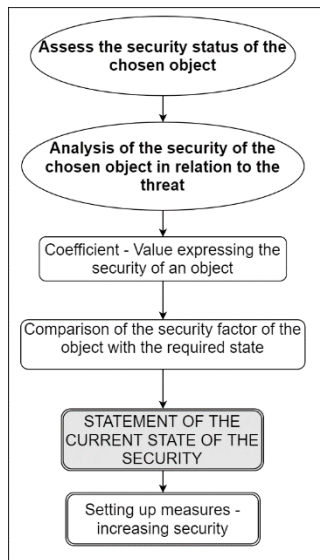 Assess the security status of the
chosen object
Analysis of the security of the
chosen object in relation to the
threat
Coefficient - Value expressing the
security of an object
Comparison of the security factor of the
object with the required state
STATEMENT OF THE
CURRENT STATE OF THE
SECURITY
Setting up measures -
increasing security